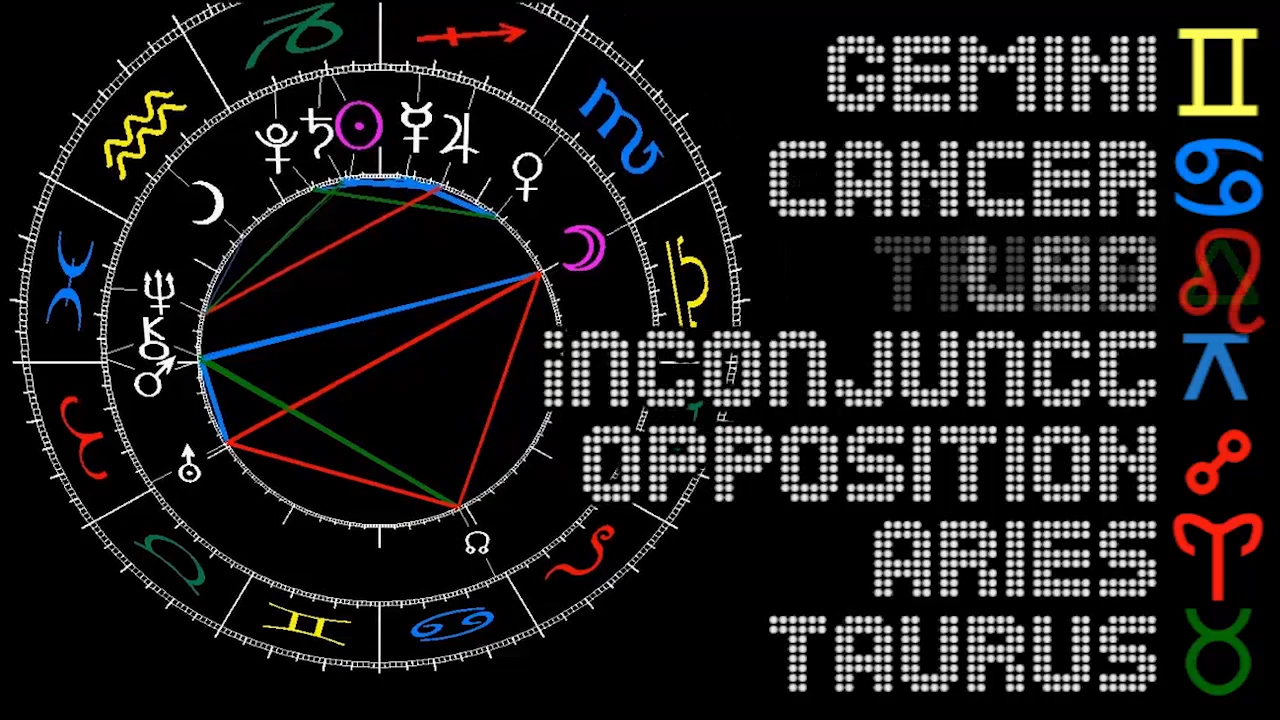 GEMINI ♊
CANCER ♋
♌
iNCONJUNCC ⚻
OPPOSITION ☍
ARIES ♈
TAURUS ♉